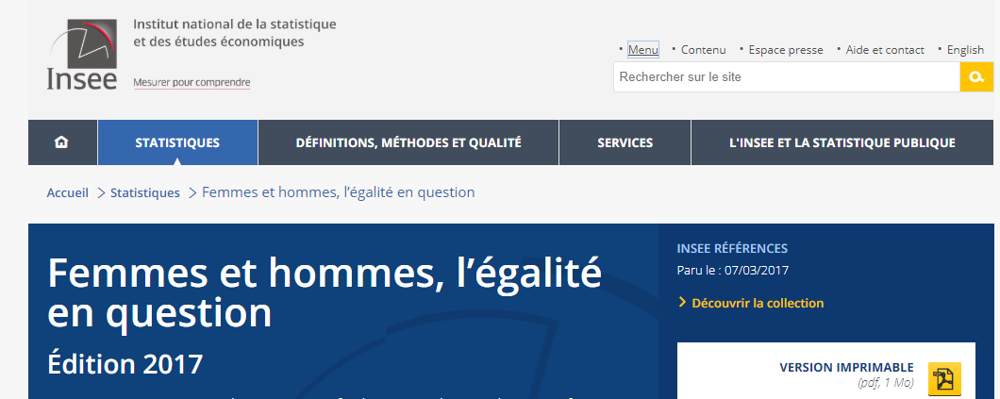 Institut national de la statistique
et des études économiques
Insee
Mesurer pour comprendre
• Menu • Contenu • Espace presse • Aide et contact • English
Rechercher sur le site
STATISTIQUES DÉFINITIONS, MÉTHODES ET QUALITÉ SERVICES L'INSEE ET LA STATISTIQUE PUBLIQUE
Accueil > Statistiques > Femmes et hommes, l’égalité en question
Femmes et hommes, l’égalité
en question
Édition 2017
INSEE RÉFÉRENCES
Paru le : 07/03/2017
> Découvrir la collection
VERSION IMPRIMABLE
(pdf, 1 Mo)